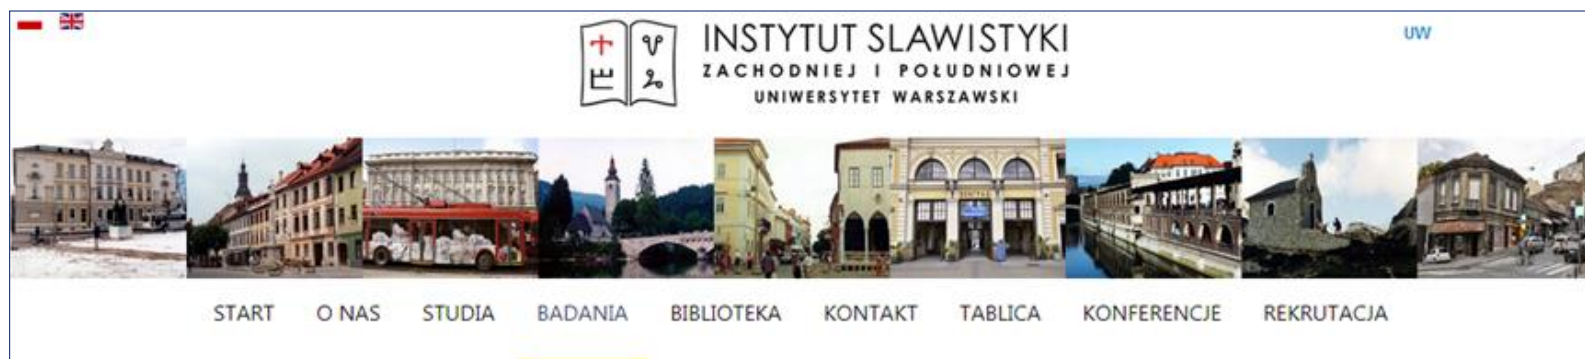 INSTYTUT SLAWISTYKI
ZACHODNIEJ I POŁUDNIOWEJ
UNIWERSYTET WARSZAWSKI
UW
START O NAS STUDIA BADANIA BIBLIOTEKA KONTAKT TABLICA KONFERENCJE REKRUTACJA